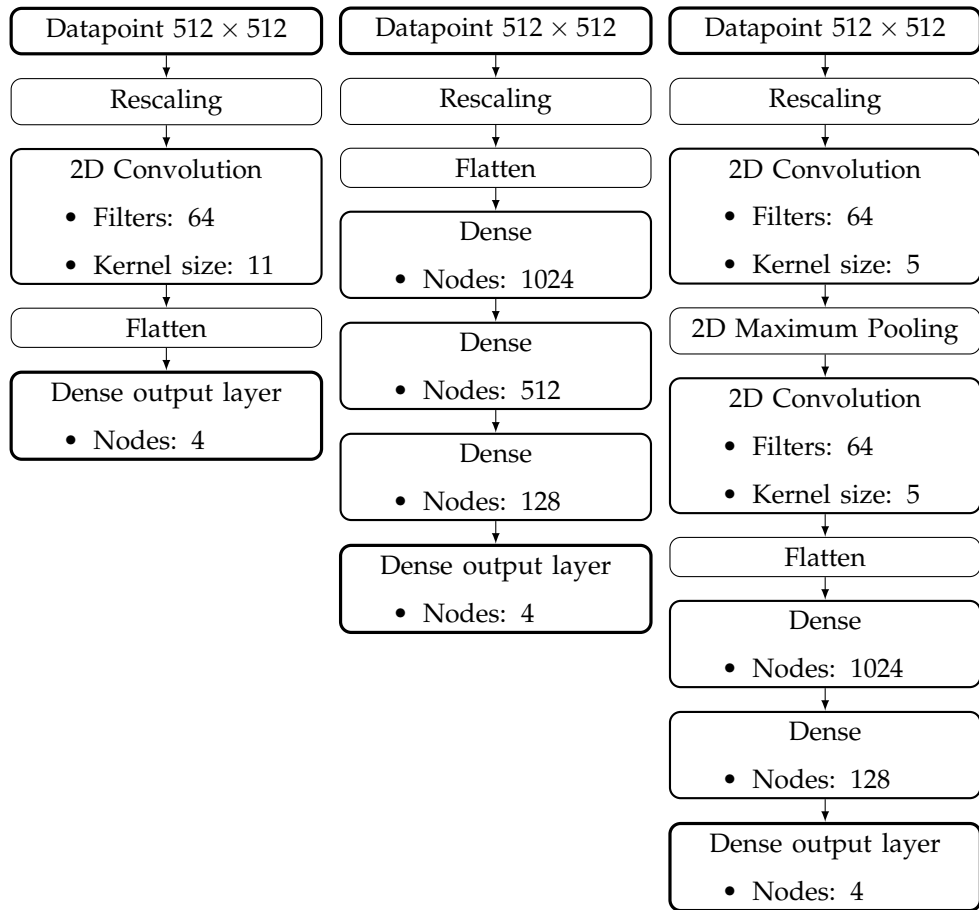 Datapoint 512 × 512
Rescaling
2D Convolution
• Filters: 64
• Kernel size: 11
Flatten
Dense output layer
• Nodes: 4
Datapoint 512 × 512
Rescaling
Flatten
Dense
• Nodes: 1024
Dense
• Nodes: 512
Dense
• Nodes: 128
Dense output layer
• Nodes: 4
Datapoint 512 × 512
Rescaling
2D Convolution
• Filters: 64
• Kernel size: 5
2D Maximum Pooling
2D Convolution
• Filters: 64
• Kernel size: 5
Flatten
Dense
• Nodes: 1024
Dense
• Nodes: 128
Dense output layer
• Nodes: 4